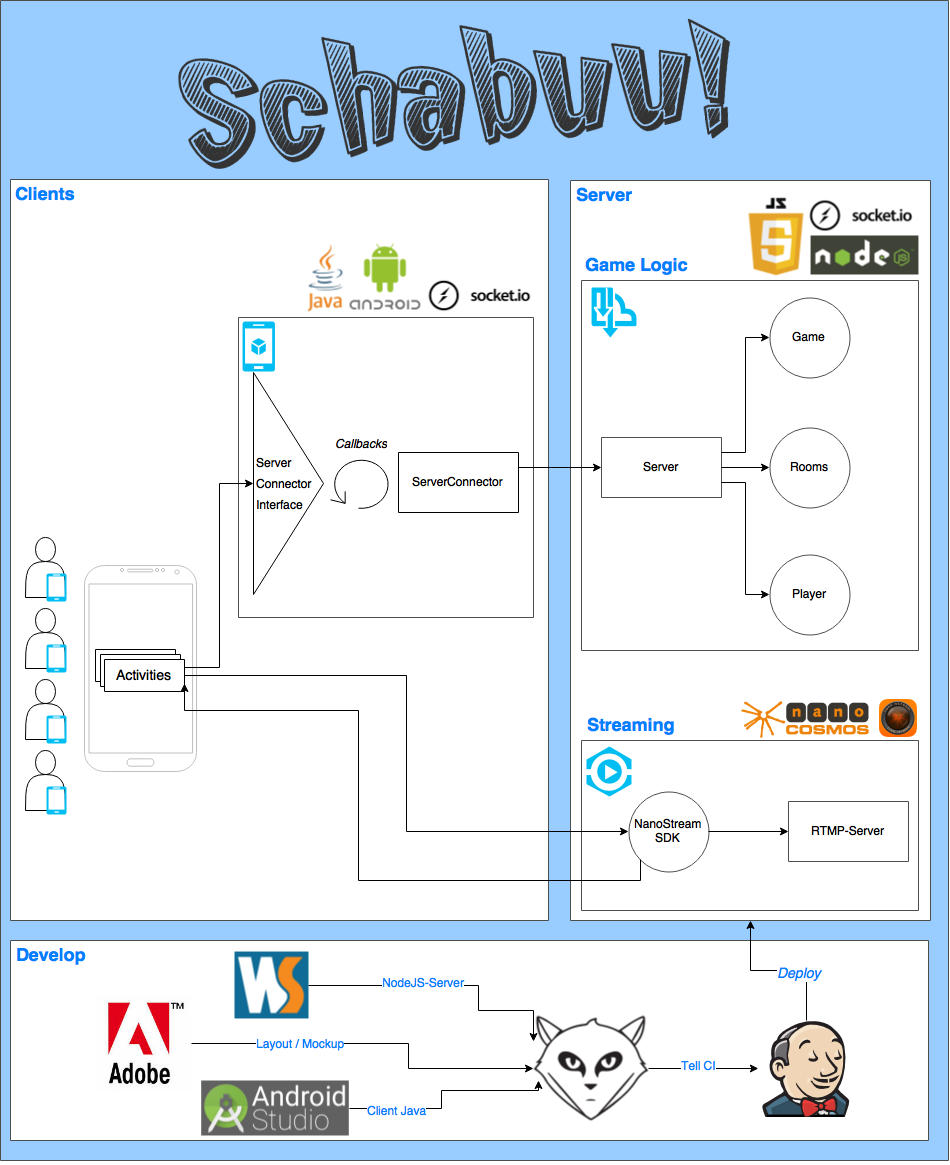 Schabuu!
Clients
Java
ANDROID
socket.io
Server
Connector
Interface
Callbacks
ServerConnector
Activities
Server
JS
socket.io
node
JS
Game Logic
Server
Game
Rooms
Player
Streaming
nano
COSMOS
NanoStream
SDK
RTMP-Server
Develop
WS
NodeJS-Server
Adobe
TM
Layout / Mockup
Android
Studio
Client Java
Tell CI
Deploy